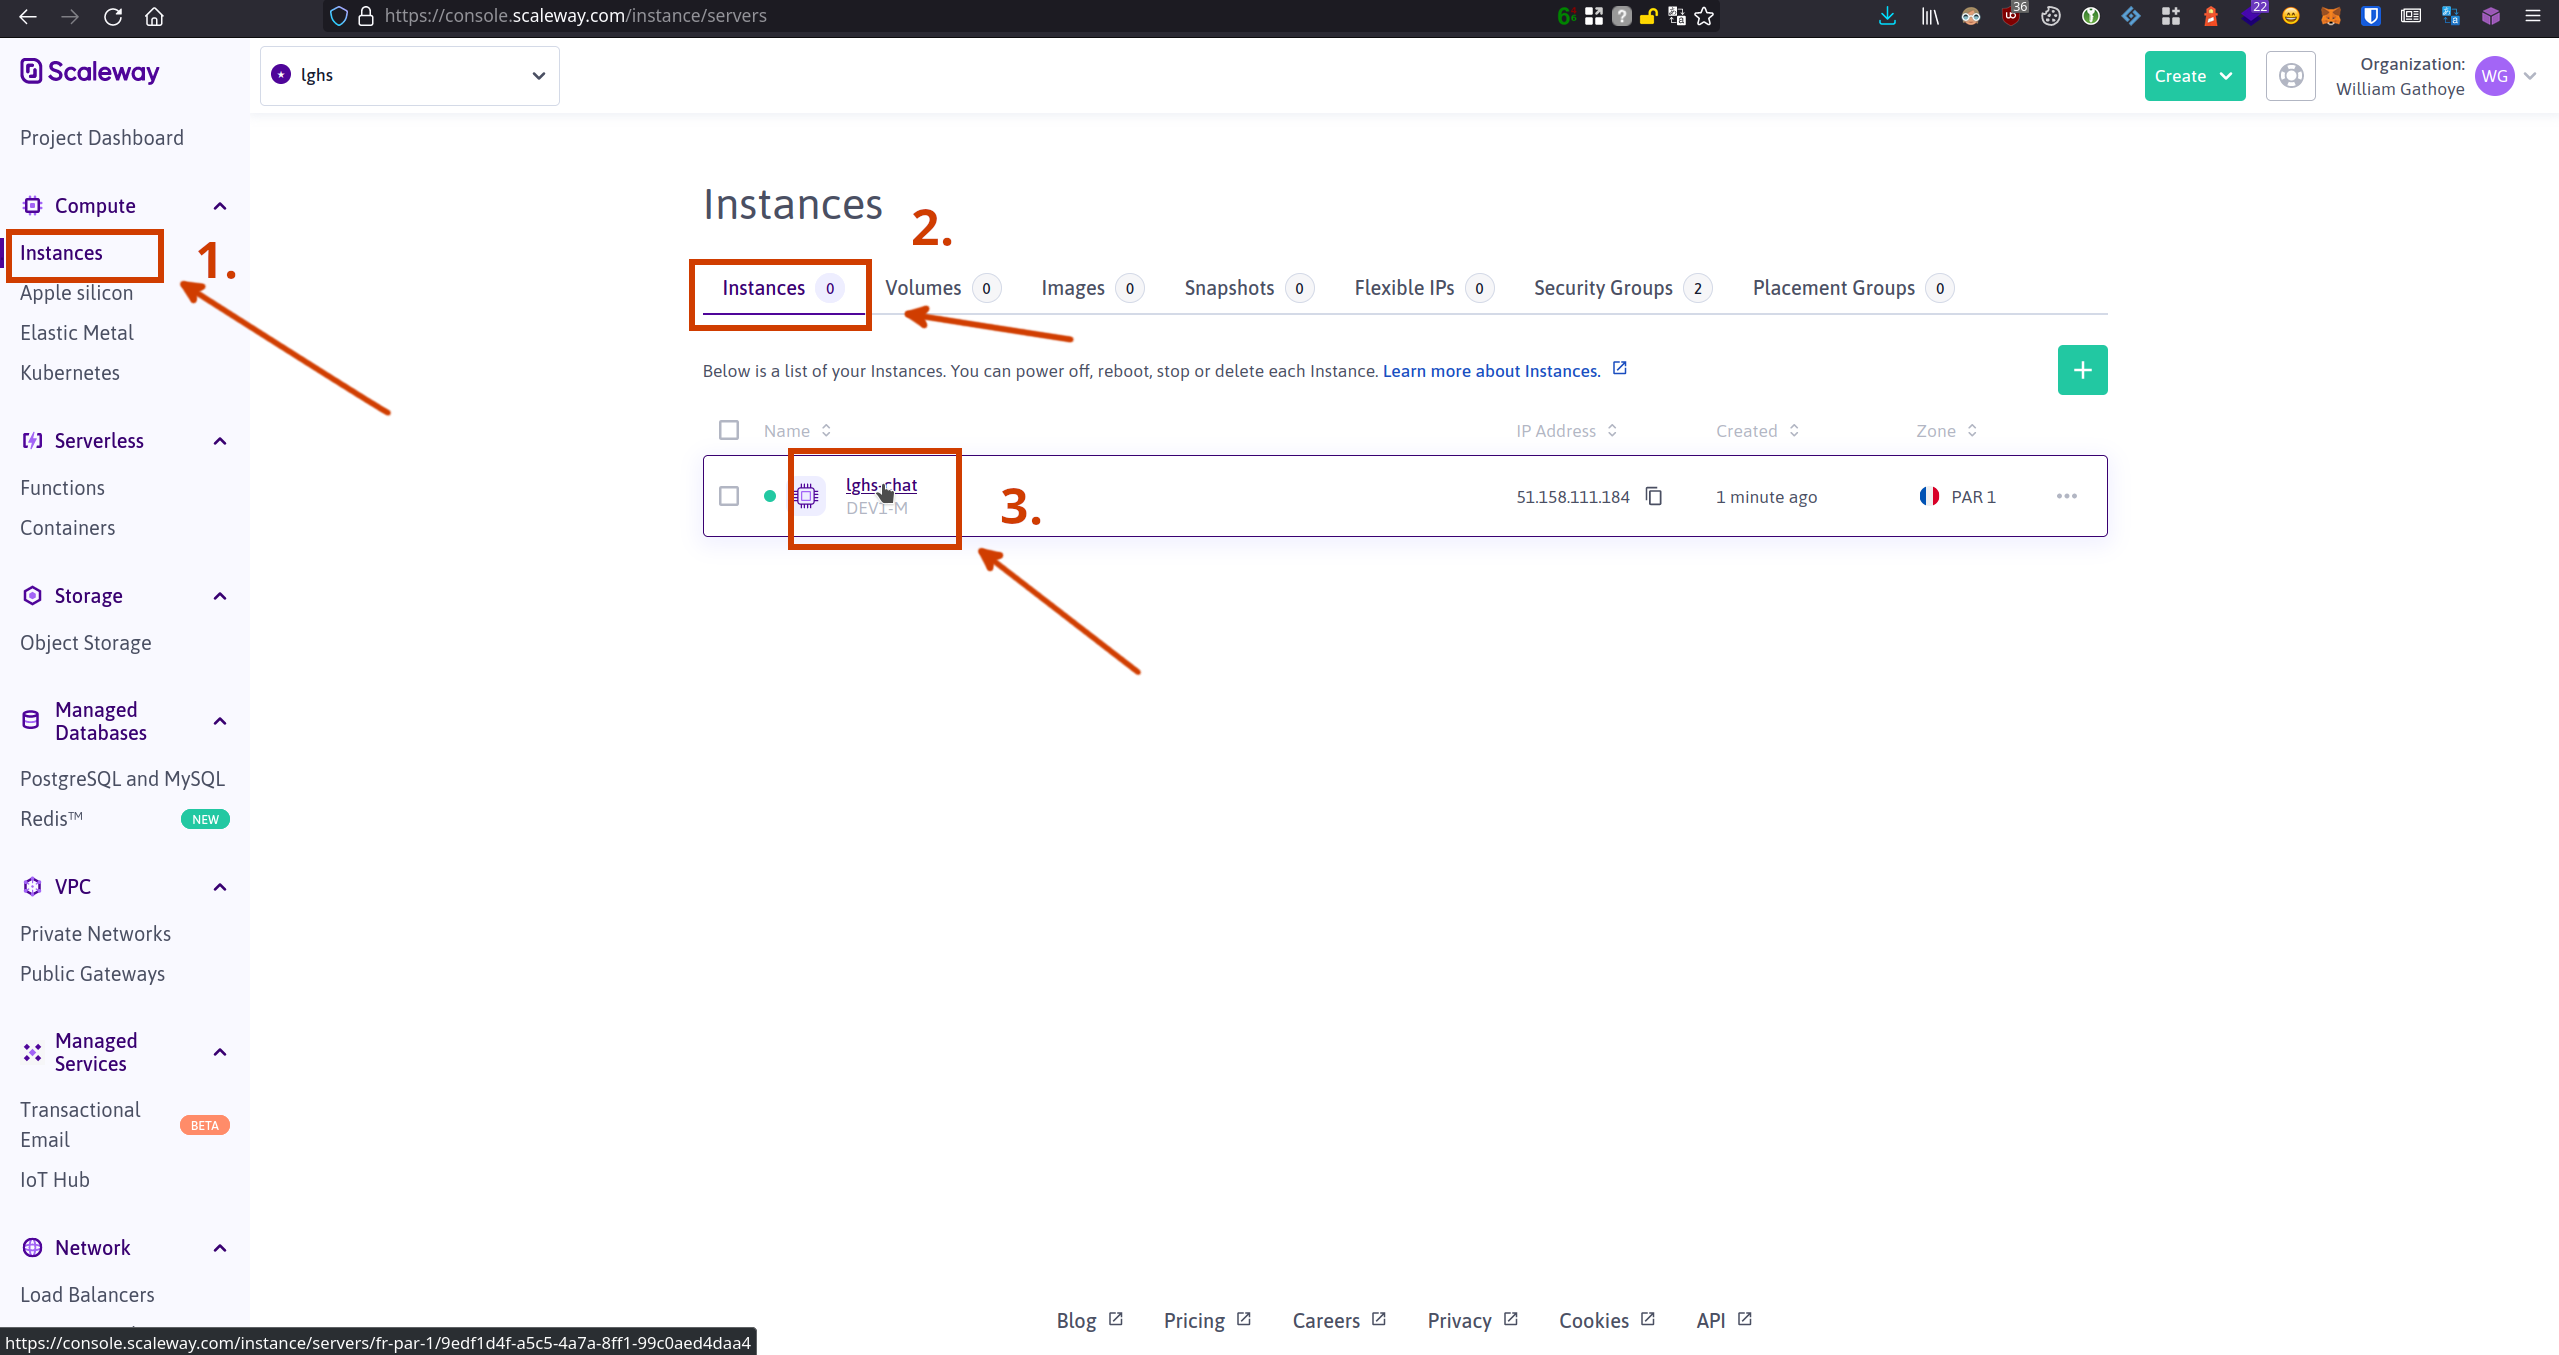 https://console.scaleway.com/instance/servers
36
22
Scaleway
lghs
Create
Organization:
William Gathoye
WG
Project Dashboard
Compute
Instances
1.
Apple silicon
Elastic Metal
Kubernetes
Serverless
Functions
Containers
Storage
Object Storage
Managed
Databases
PostgreSQL and MySQL
Redis™
NEW
VPC
Private Networks
Public Gateways
Managed
Services
Transactional
Email
BETA
IoT Hub
Network
Load Balancers
Instances
2.
Instances 0 Volumes 0 Images 0 Snapshots 0 Flexible IPs 0 Security Groups 2 Placement Groups 0
Below is a list of your Instances. You can power off, reboot, stop or delete each Instance. Learn more about Instances.
+
Name IP Address Created Zone
lghs-chat
DEV1-M
3.
51.158.111.184 1 minute ago PAR 1
Blog Pricing Careers Privacy Cookies API
https://console.scaleway.com/instance/servers/fr-par-1/9edf1d4f-a5c5-4a7a-8ff1-99c0aed4daa4